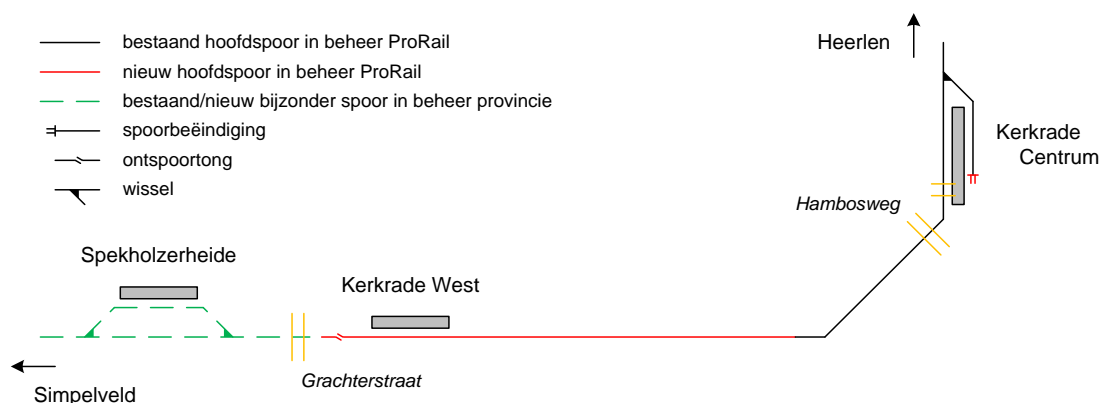 bestaand hoofdspoor in beheer ProRail
nieuw hoofdspoor in beheer ProRail
bestaand/nieuw bijzonder spoor in beheer provincie
spoorbeëindiging
ontspoortong
wissel
Heerlen
Kerkrade
Centrum
Hambosweg
Spekholzerheide
Kerkrade West
Grachterstraat
Simpelveld